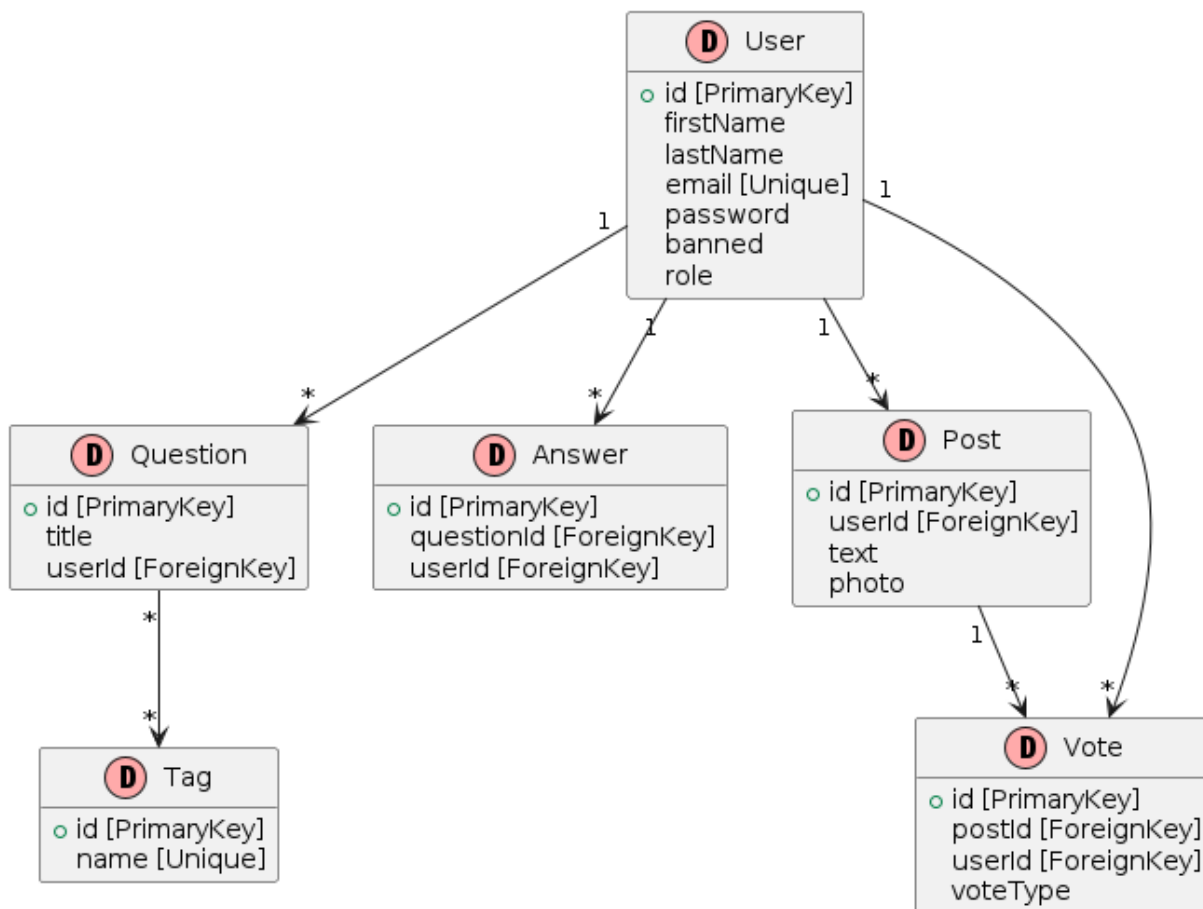 D User
id [PrimaryKey]
firstName
lastName
email [Unique]
password
banned
role
1
1
1
1
*
*
*
D Question
id [PrimaryKey]
title
userId [ForeignKey]
D Answer
id [PrimaryKey]
questionId [ForeignKey]
userId [ForeignKey]
D Post
id [PrimaryKey]
userId [ForeignKey]
text
photo
*
*
1
*
*
D Tag
id [PrimaryKey]
name [Unique]
D Vote
id [PrimaryKey]
postId [ForeignKey]
userId [ForeignKey]
voteType